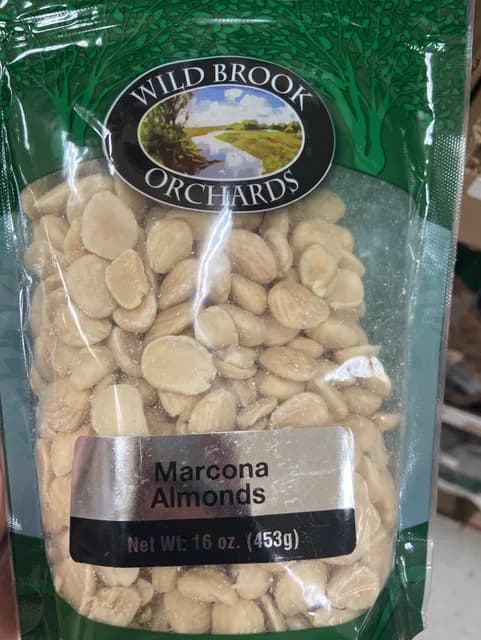 WILD BROOK
ORCHARDS
Marcona
Almonds
Net Wt: 16 oz. (453g)